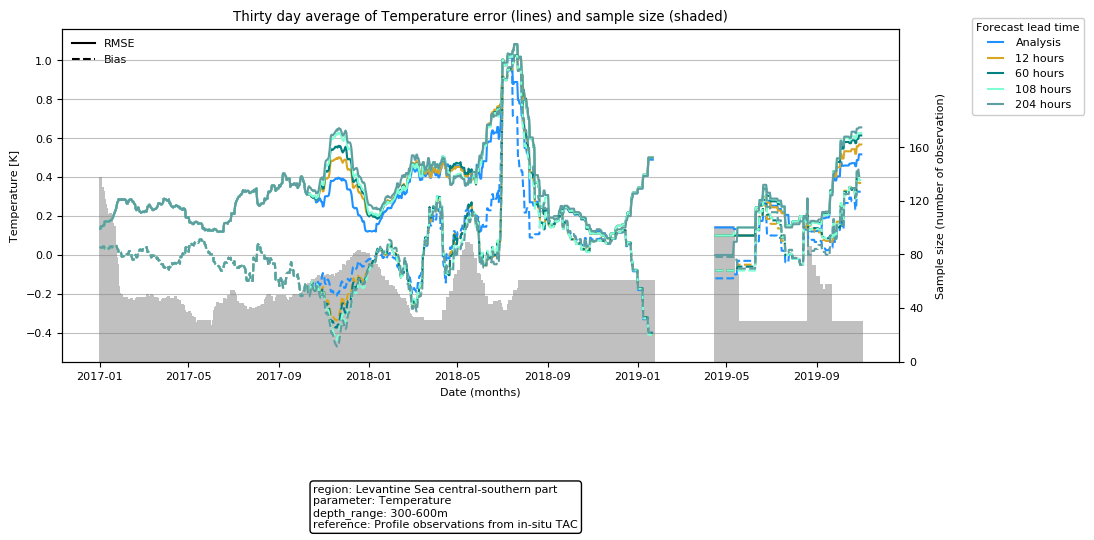 Thirty day average of Temperature error (lines) and sample size (shaded)
Forecast lead time
Analysis
12 hours
60 hours
108 hours
204 hours
RMSE
Bias
Temperature [K]
1.0
0.8
0.6
0.4
0.2
0.0
−0.2
−0.4
Sample size (number of observation)
160
120
80
40
0
2017-01
2017-05
2017-09
2018-01
2018-05
2018-09
2019-01
2019-05
2019-09
Date (months)
region: Levantine Sea central-southern part
parameter: Temperature
depth_range: 300-600m
reference: Profile observations from in-situ TAC